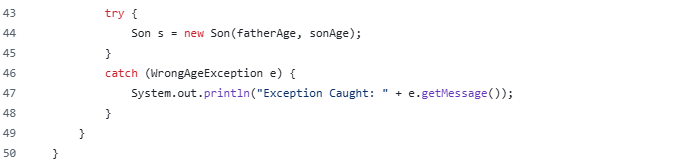 43 try {
44 Son s = new Son(fatherAge, sonAge);
45 }
46 catch (WrongAgeException e) {
47 System.out.println("Exception Caught: " + e.getMessage());
48 }
49 }
50 }